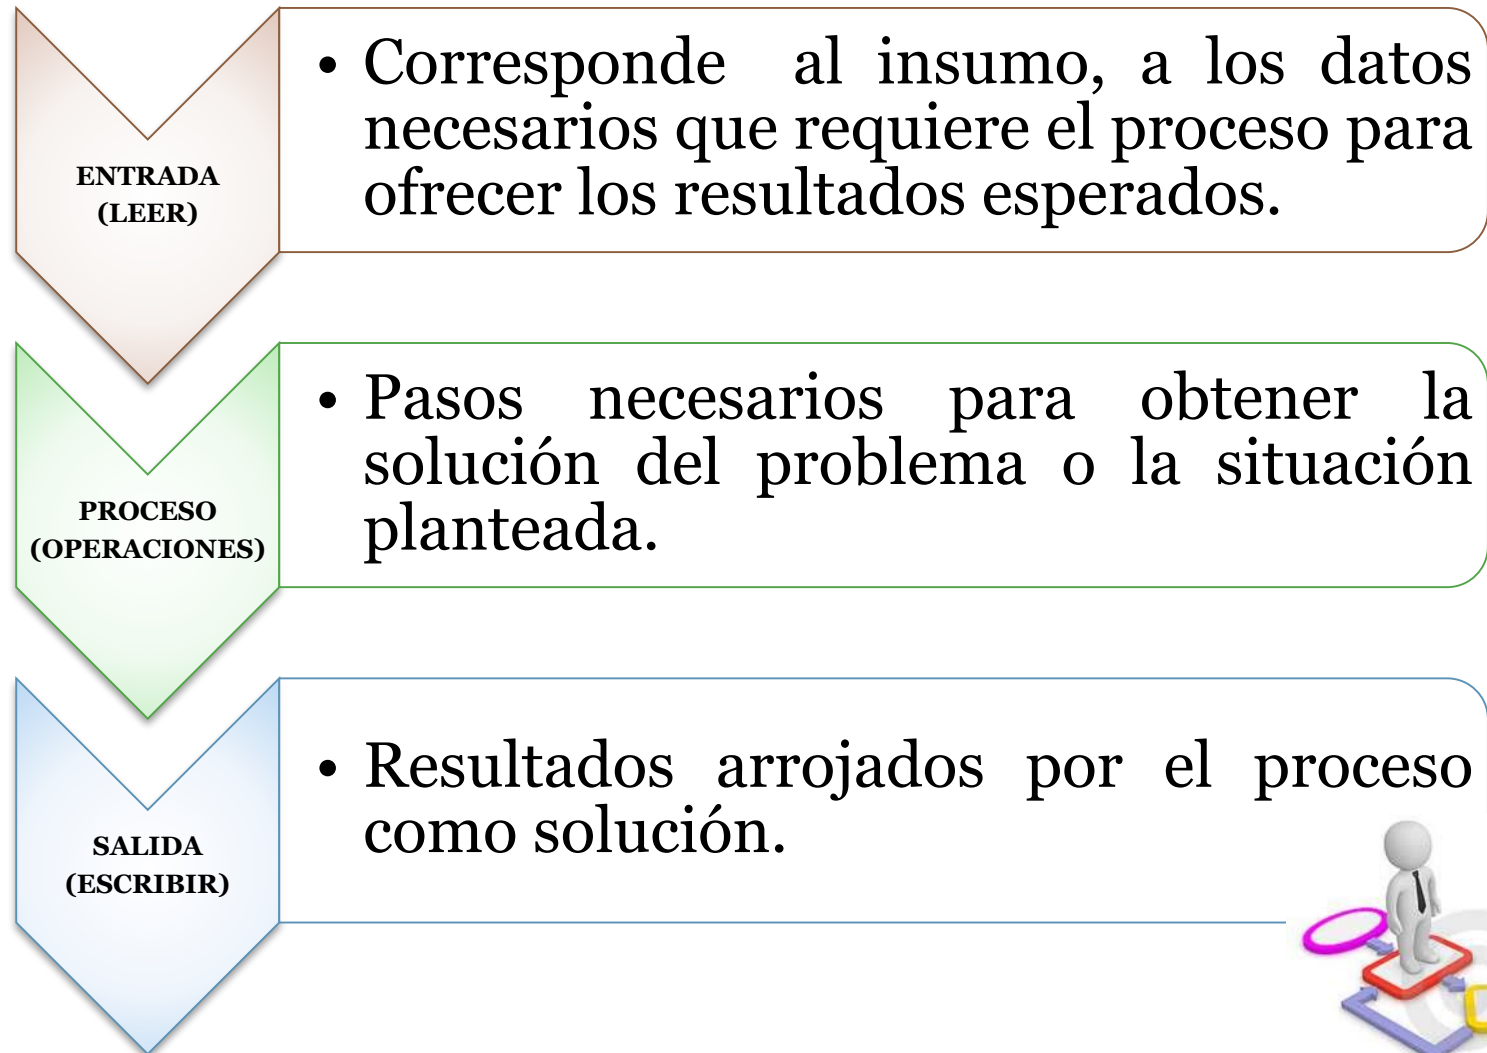 ENTRADA
(LEER)
• Corresponde al insumo, a los datos
necesarios que requiere el proceso para
ofrecer los resultados esperados.
PROCESO
(OPERACIONES)
• Pasos necesarios para obtener la
solución del problema o la situación
planteada.
SALIDA
(ESCRIBIR)
• Resultados arrojados por el proceso
como solución.